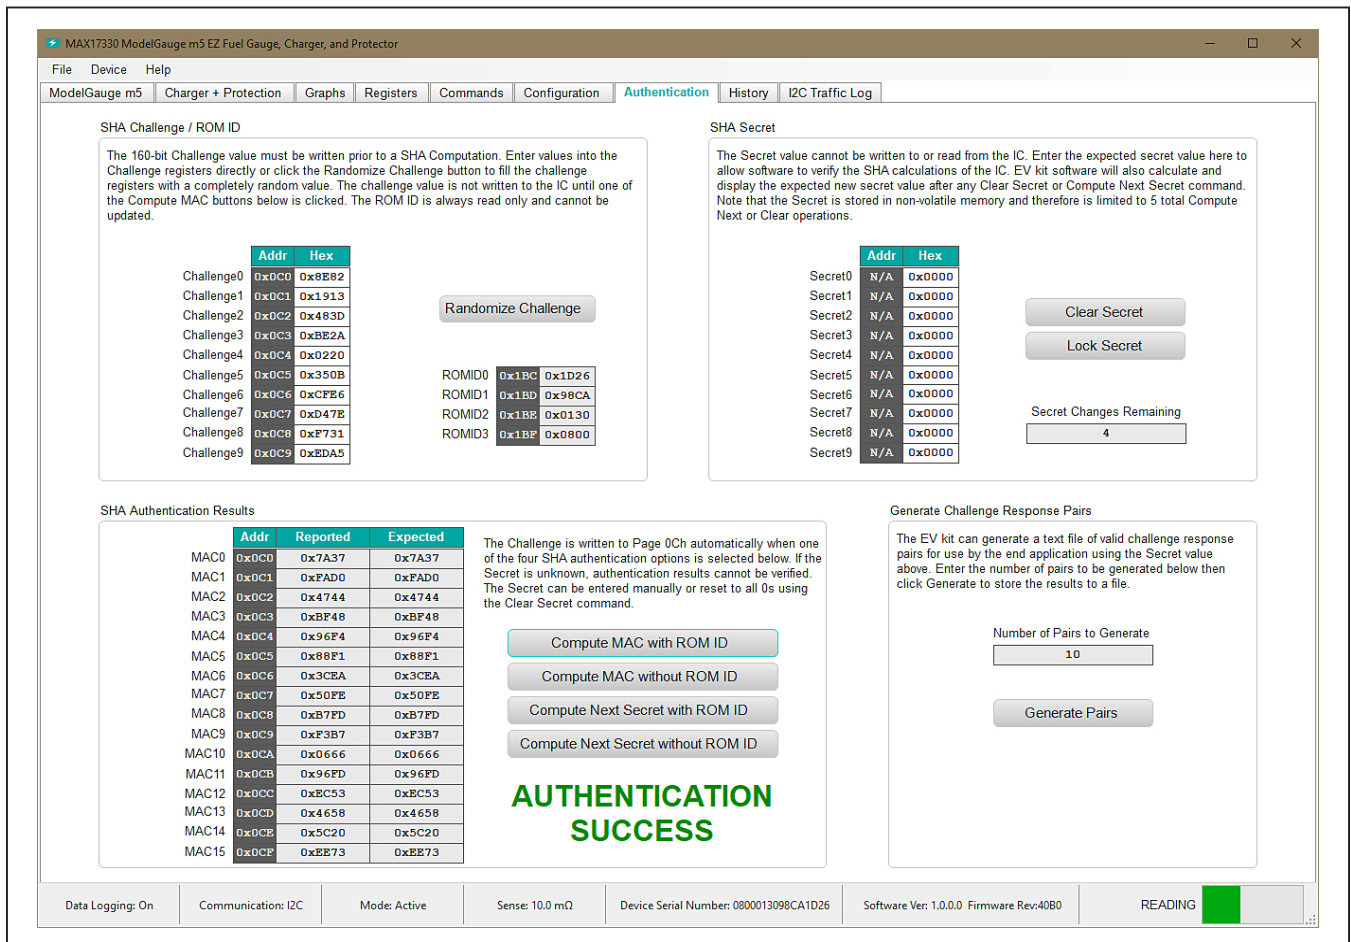 MAX17330 ModelGauge m5 EZ Fuel Gauge, Charger, and Protector
File Device Help
ModelGauge m5 Charger + Protection Graphs Registers Commands Configuration Authentication History I2C Traffic Log
SHA Challenge / ROM ID
The 160-bit Challenge value must be written prior to a SHA Computation. Enter values into the
Challenge registers directly or click the Randomize Challenge button to fill the challenge
registers with a completely random value. The challenge value is not written to the IC until one of
the Compute MAC buttons below is clicked. The ROM ID is always read only and cannot be
updated.
Addr Hex
Challenge0 0x0C0 0x8E82
Challenge1 0x0C1 0x1913
Challenge2 0x0C2 0x483D
Challenge3 0x0C3 0xBE2A
Challenge4 0x0C4 0x0220
Challenge5 0x0C5 0x350B
Challenge6 0x0C6 0xCFE6
Challenge7 0x0C7 0xD47E
Challenge8 0x0C8 0xF731
Challenge9 0x0C9 0xEDA5
Randomize Challenge
ROMID0 0x1BC 0x1D26
ROMID1 0x1BD 0x98CA
ROMID2 0x1BE 0x0130
ROMID3 0x1BF 0x0800
SHA Secret
The Secret value cannot be written to or read from the IC. Enter the expected secret value here to
allow software to verify the SHA calculations of the IC. EV kit software will also calculate and
display the expected new secret value after any Clear Secret or Compute Next Secret command.
Note that the Secret is stored in non-volatile memory and therefore is limited to 5 total Compute
Next or Clear operations.
Addr Hex
Secret0 N/A 0x0000
Secret1 N/A 0x0000
Secret2 N/A 0x0000
Secret3 N/A 0x0000
Secret4 N/A 0x0000
Secret5 N/A 0x0000
Secret6 N/A 0x0000
Secret7 N/A 0x0000
Secret8 N/A 0x0000
Secret9 N/A 0x0000
Clear Secret
Lock Secret
Secret Changes Remaining
4
SHA Authentication Results
Addr Reported Expected
MAC0 0x0C0 0x7A37 0x7A37
MAC1 0x0C1 0xFAD0 0xFAD0
MAC2 0x0C2 0x4744 0x4744
MAC3 0x0C3 0xBF48 0xBF48
MAC4 0x0C4 0x96F4 0x96F4
MAC5 0x0C5 0x88F1 0x88F1
MAC6 0x0C6 0x3CEA 0x3CEA
MAC7 0x0C7 0x50FE 0x50FE
MAC8 0x0C8 0xB7FD 0xB7FD
MAC9 0x0C9 0xF3B7 0xF3B7
MAC10 0x0CA 0x0666 0x0666
MAC11 0x0CB 0x96FD 0x96FD
MAC12 0x0CC 0xEC53 0xEC53
MAC13 0x0CD 0x4658 0x4658
MAC14 0x0CE 0x5C20 0x5C20
MAC15 0x0CF 0xEE73 0xEE73
The Challenge is written to Page 0Ch automatically when one
of the four SHA authentication options is selected below. If the
Secret is unknown, authentication results cannot be verified.
The Secret can be entered manually or reset to all 0s using
the Clear Secret command.
Compute MAC with ROM ID
Compute MAC without ROM ID
Compute Next Secret with ROM ID
Compute Next Secret without ROM ID
AUTHENTICATION
SUCCESS
Generate Challenge Response Pairs
The EV kit can generate a text file of valid challenge response
pairs for use by the end application using the Secret value
above. Enter the number of pairs to be generated below then
click Generate to store the results to a file.
Number of Pairs to Generate
10
Generate Pairs
Data Logging: On Communication: I2C Mode: Active Sense: 10.0 mΩ Device Serial Number: 0800013098CA1D26 Software Ver: 1.0.0.0 Firmware Rev:40B0 READING